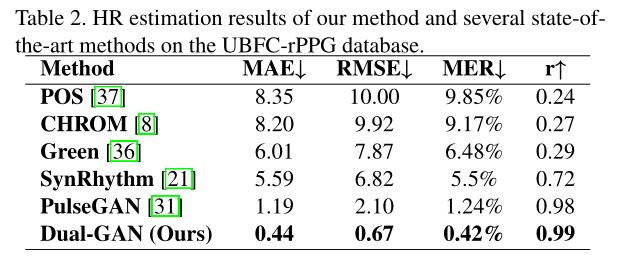 Table 2. HR estimation results of our method and several state-of-
the-art methods on the UBFC-rPPG database.
Method MAE↓ RMSE↓ MER↓ r↑
POS [37] 8.35 10.00 9.85% 0.24
CHROM [8] 8.20 9.92 9.17% 0.27
Green [36] 6.01 7.87 6.48% 0.29
SynRhythm [21] 5.59 6.82 5.5% 0.72
PulseGAN [31] 1.19 2.10 1.24% 0.98
Dual-GAN (Ours) 0.44 0.67 0.42% 0.99